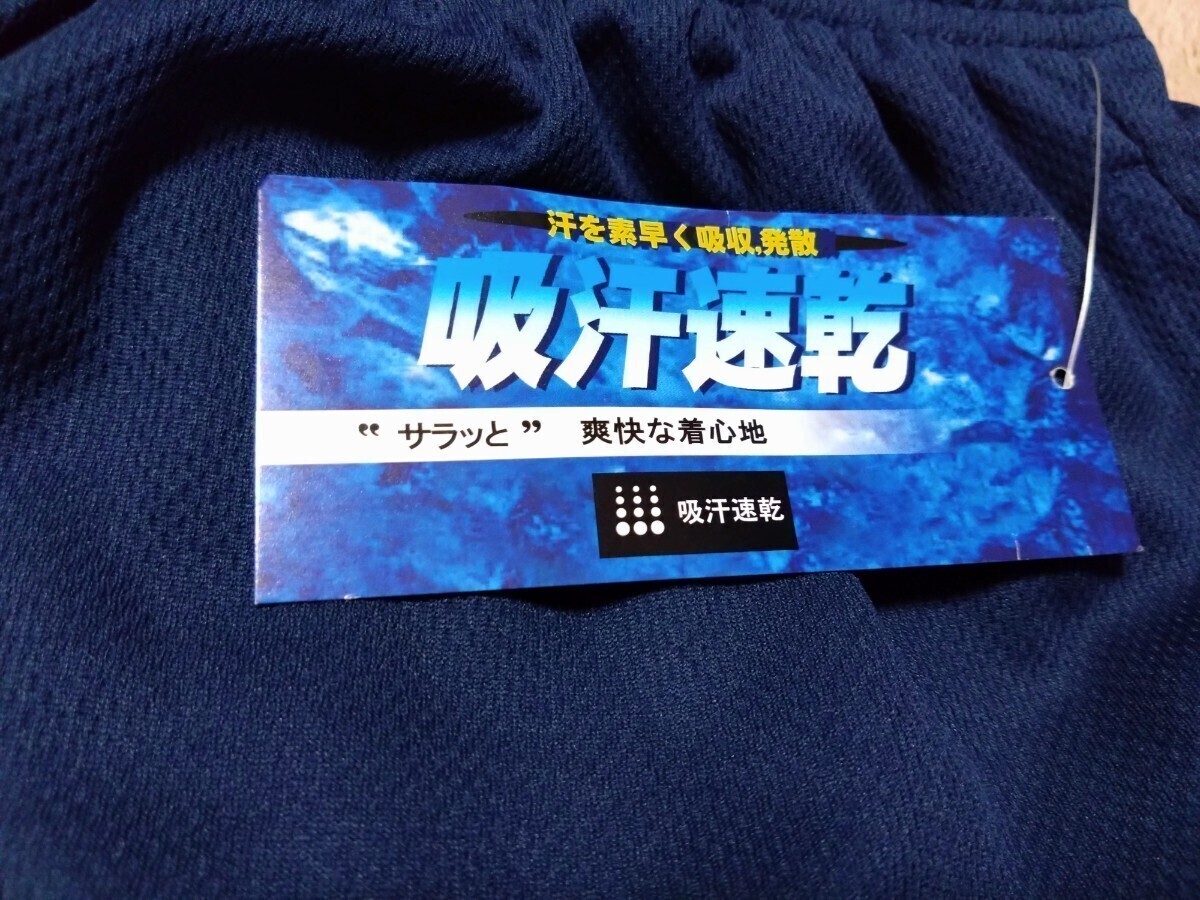 汗を素早く吸収,発散
吸汗速乾
“サラッと” 爽快な着心地
吸汗速乾